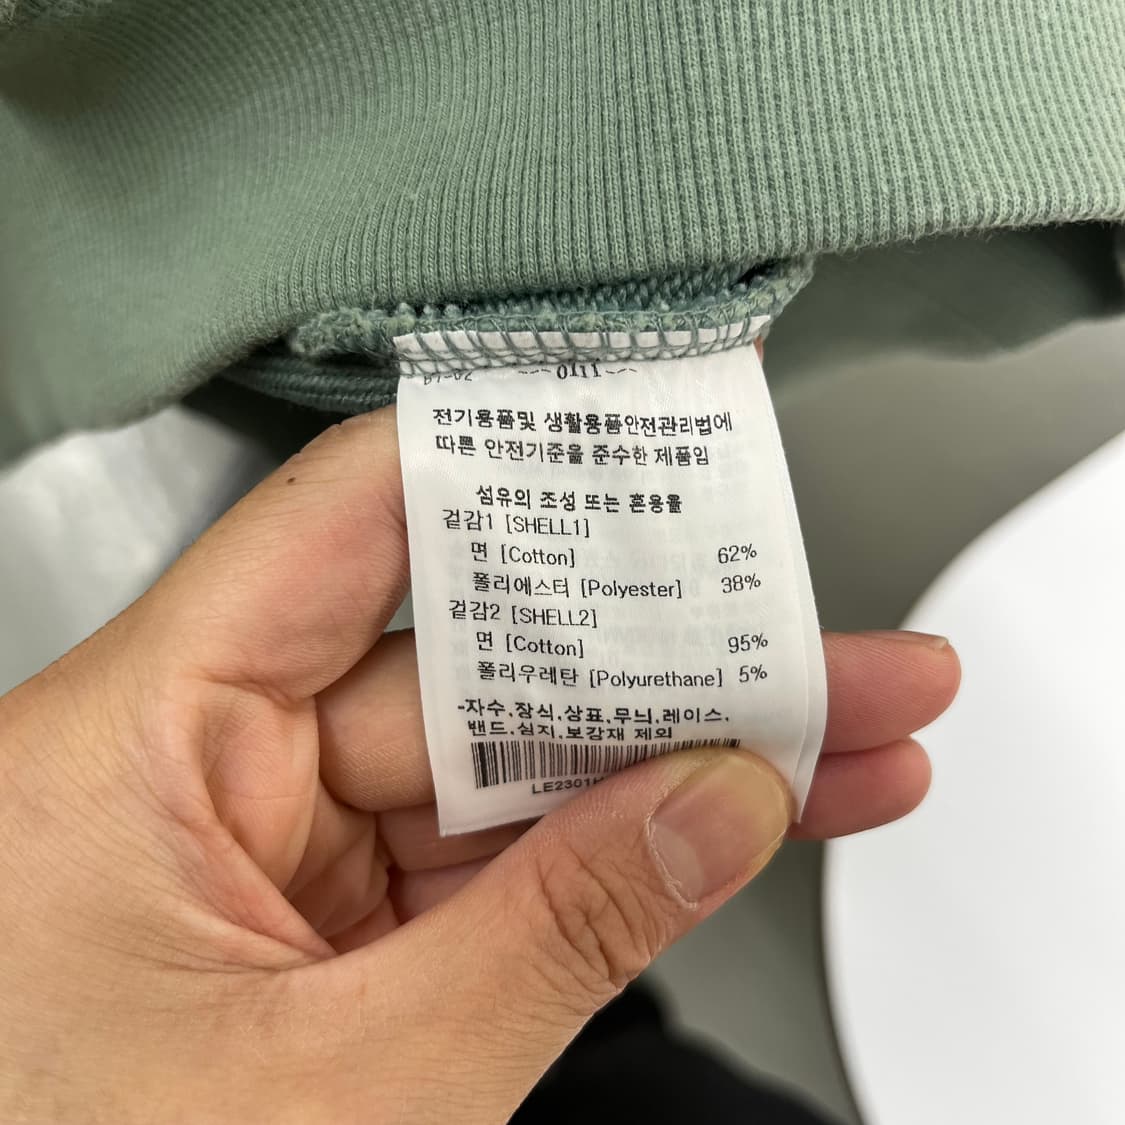 0111
전기용품및 생활용품안전관리법에
따른 안전기준을 준수한 제품임
섬유의 조성 또는 혼용율
겉감1 [SHELL1]
면 [Cotton] 62%
폴리에스터 [Polyester] 38%
겉감2 [SHELL2]
면 [Cotton] 95%
폴리우레탄 [Polyurethane] 5%
-자수,장식,상표,무늬,레이스,
밴드,심지,보강재 제외